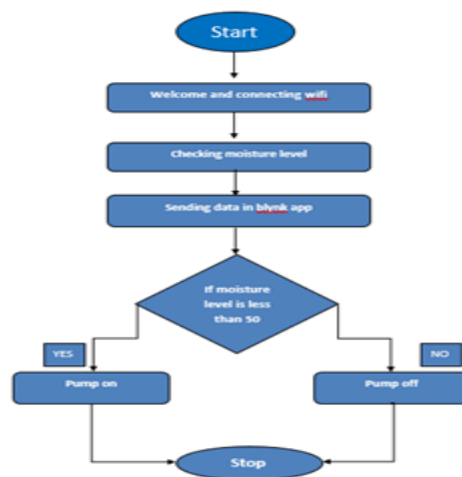 Start
Welcome and connecting wifi
Checking moisture level
Sending data in blynk app
If moisture
level is less
than 50
YES
NO
Pump on
Pump off
Stop